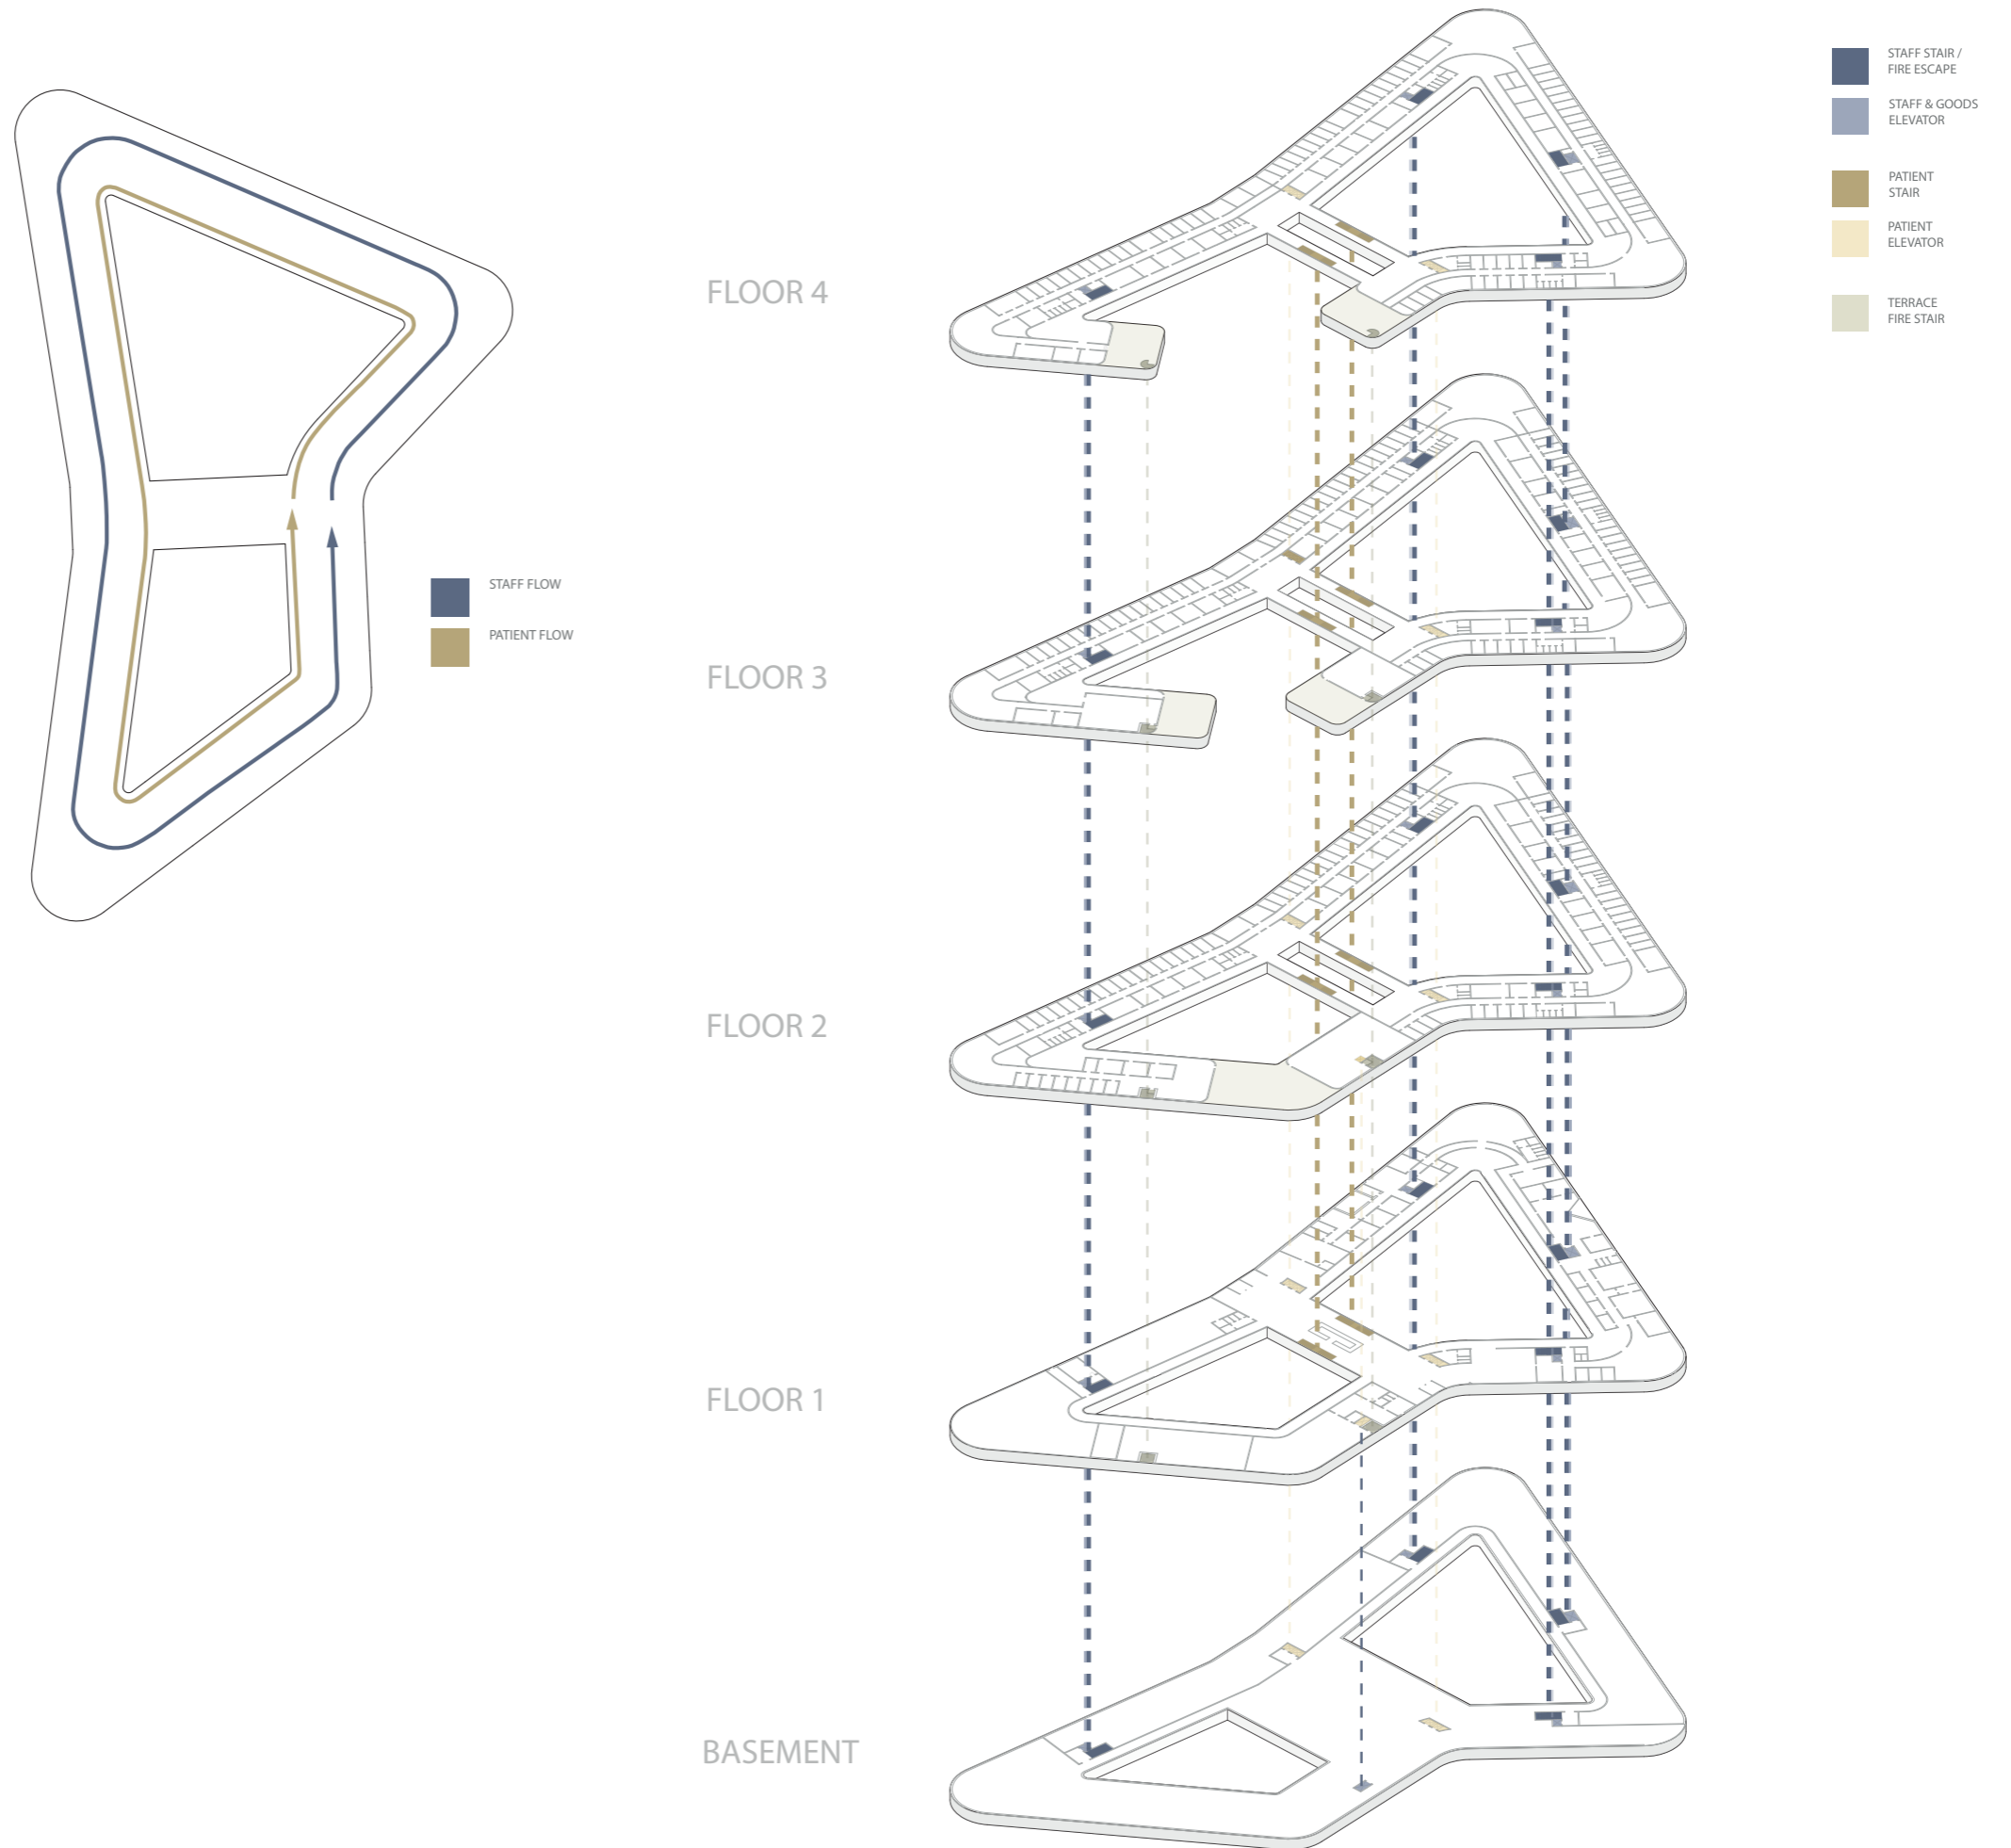 STAFF FLOW
PATIENT FLOW
FLOOR 4
FLOOR 3
FLOOR 2
FLOOR 1
BASEMENT
STAFF STAIR /
FIRE ESCAPE
STAFF & GOODS
ELEVATOR
PATIENT
STAIR
PATIENT
ELEVATOR
TERRACE
FIRE STAIR